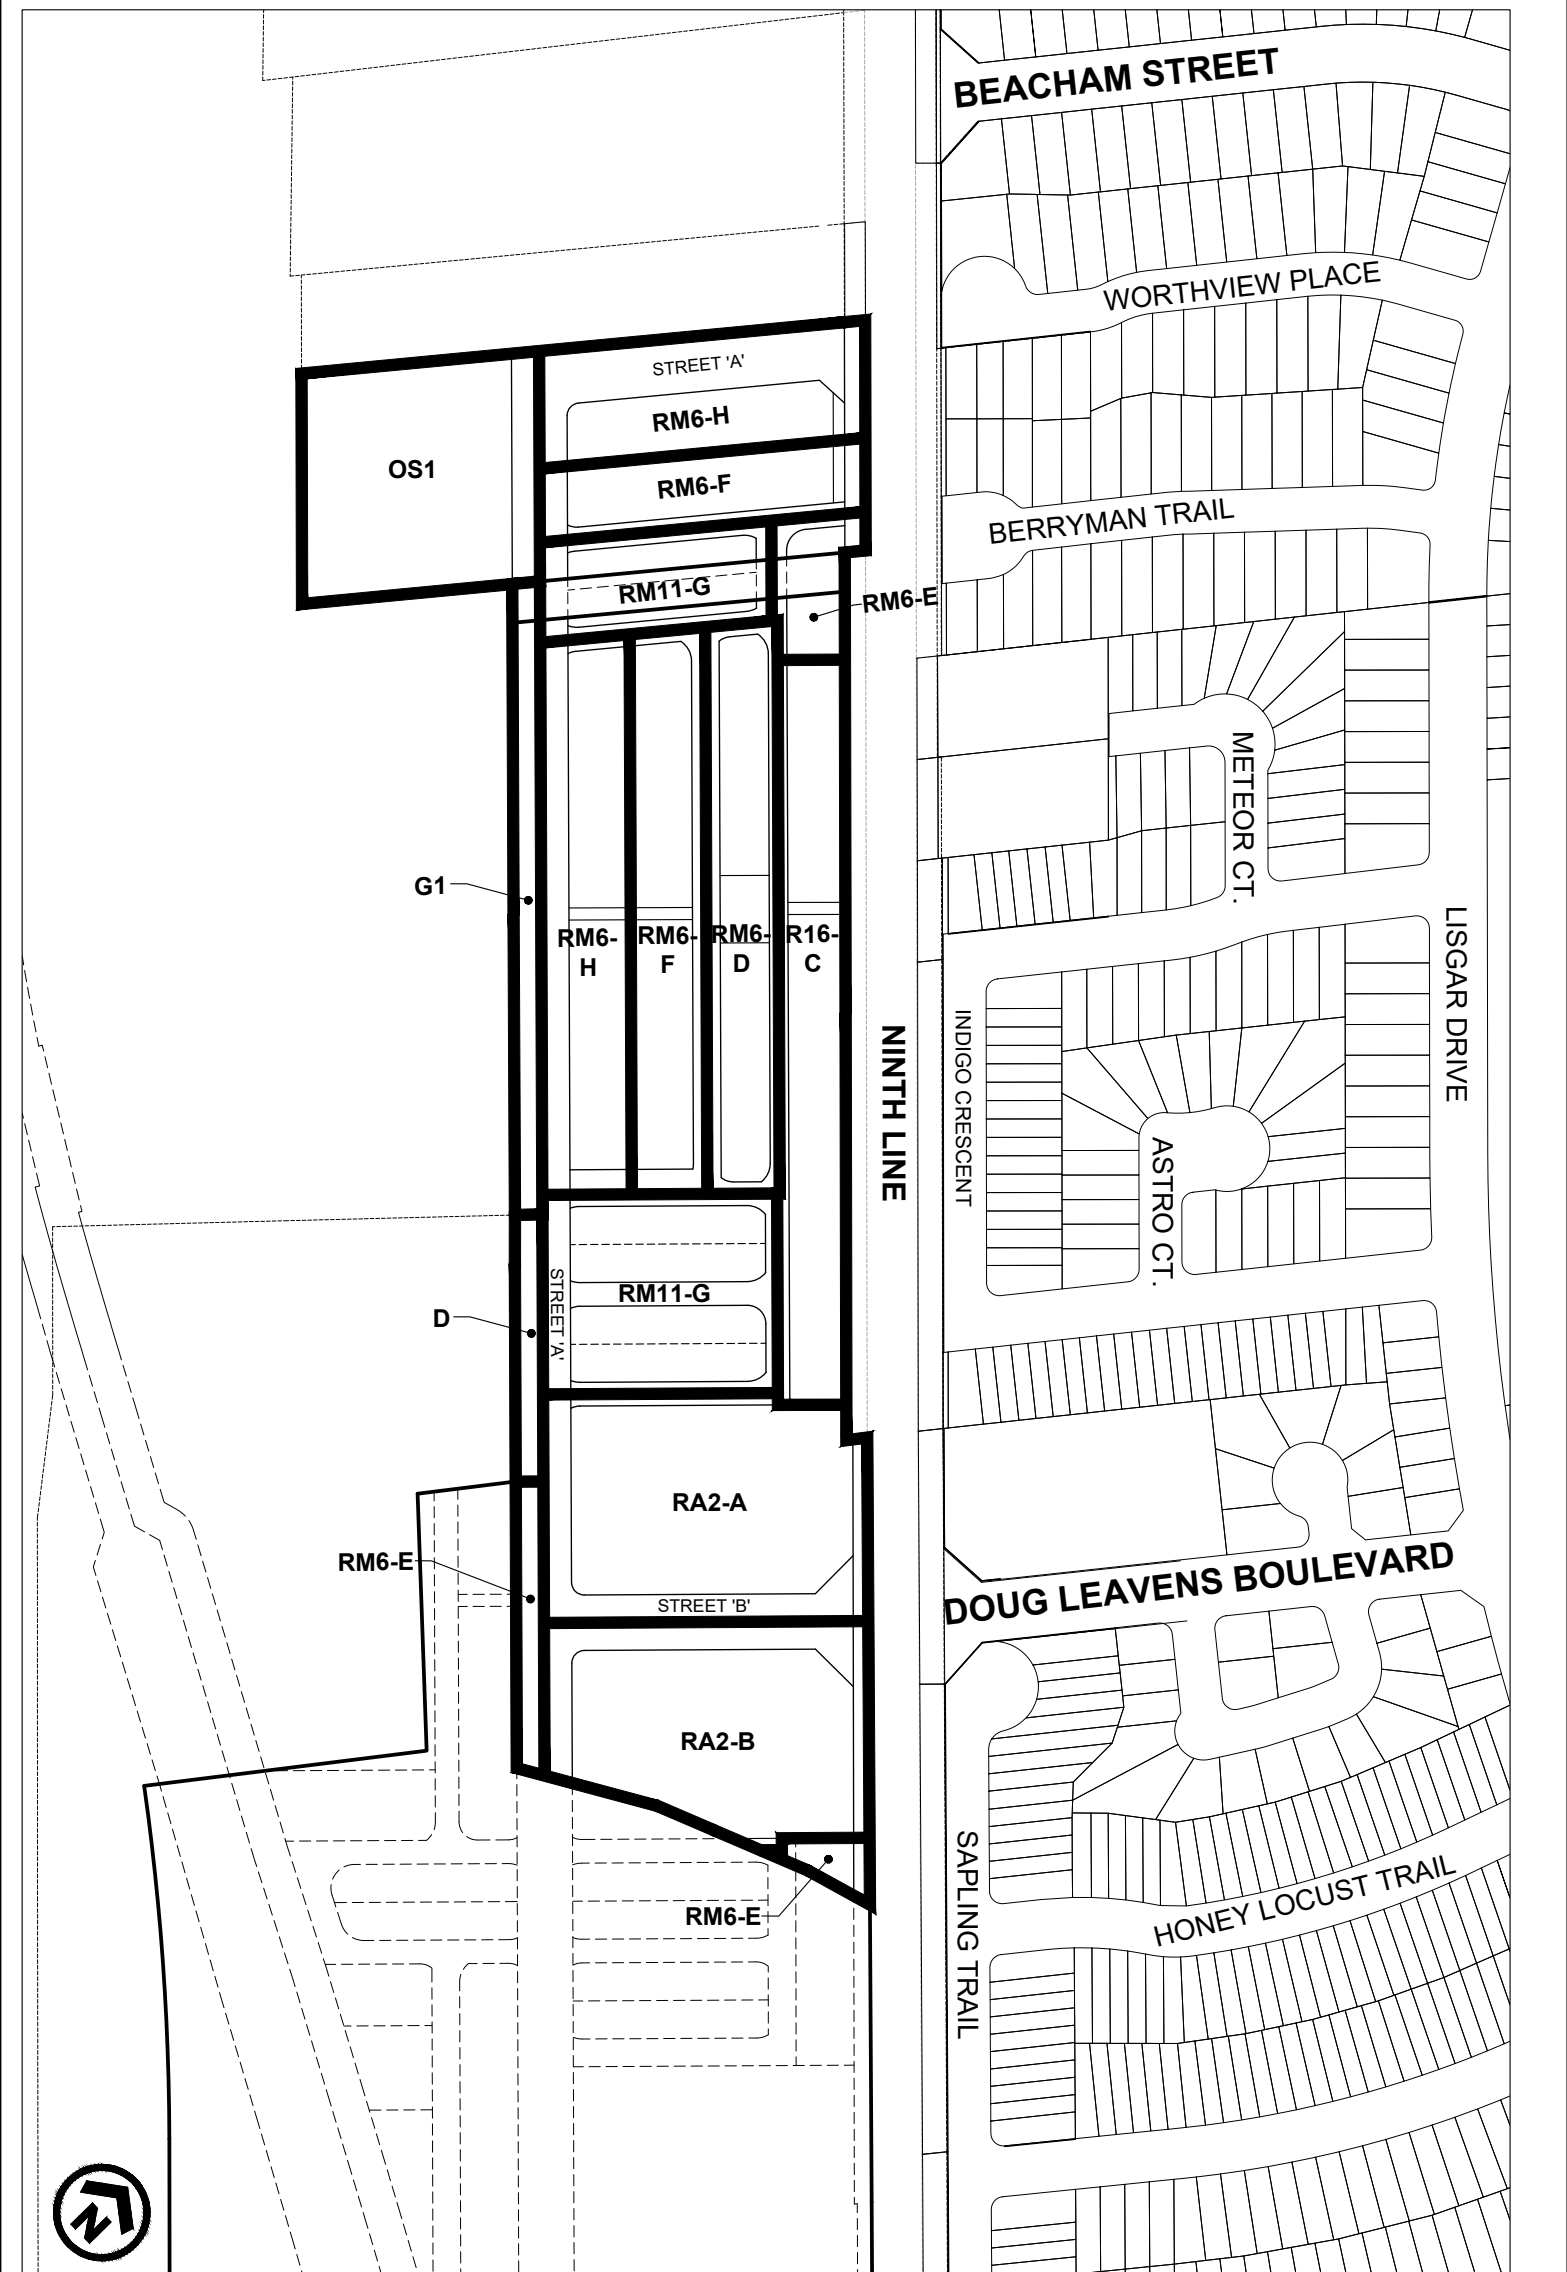 BEACHAM STREET
WORTHVIEW PLACE
STREET 'A'
RM6-H
OS1
RM6-F
BERRYMAN TRAIL
RM11-G
RM6-E
METEOR CT.
G1
LISGAR DRIVE
RM6-
H
RM6-
F
RM6-
D
R16-
C
INDIGO CRESCENT
NINTH LINE
ASTRO CT.
STREET 'A'
RM11-G
D
RA2-A
RM6-E
DOUG LEAVENS BOULEVARD
STREET 'B'
RA2-B
SAPLING TRAIL
HONEY LOCUST TRAIL
RM6-E
N